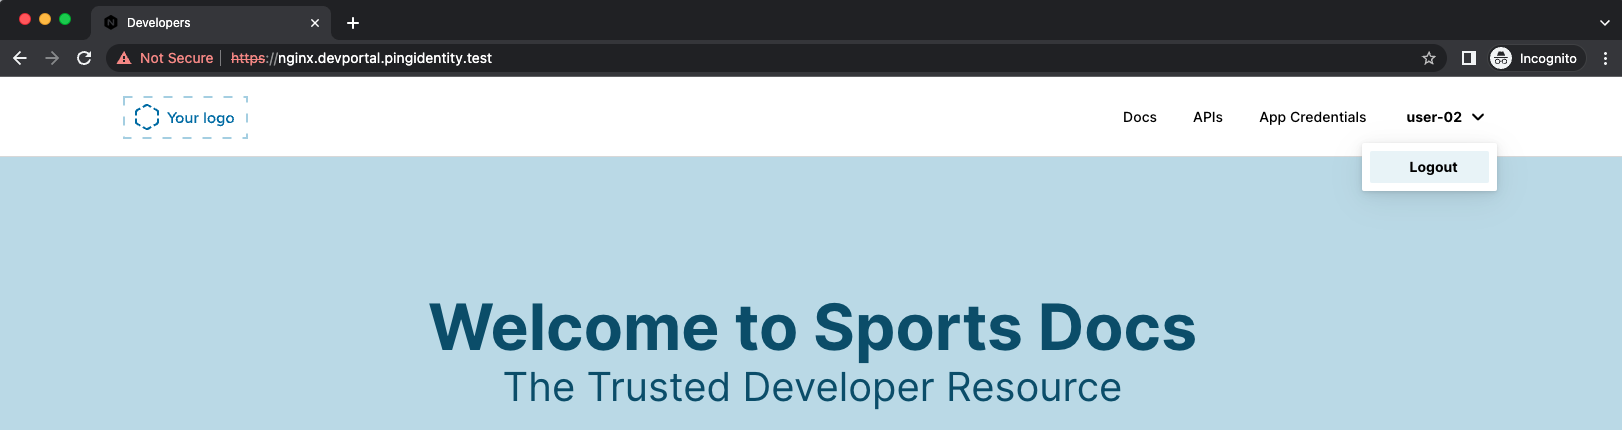 Developers
Not Secure https://nginx.devportal.pingidentity.test Incognito
Your logo Docs APIs App Credentials user-02
Logout
Welcome to Sports Docs
The Trusted Developer Resource